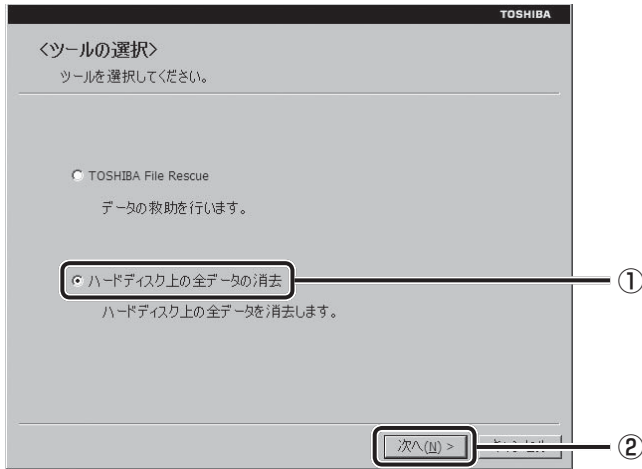 TOSHIBA
<ツールの選択>
ツールを選択してください。
TOSHIBA File Rescue
データの救助を行います。
ハードディスク上の全データの消去
①
ハードディスク上の全データを消去します。
次へ(N) >
②